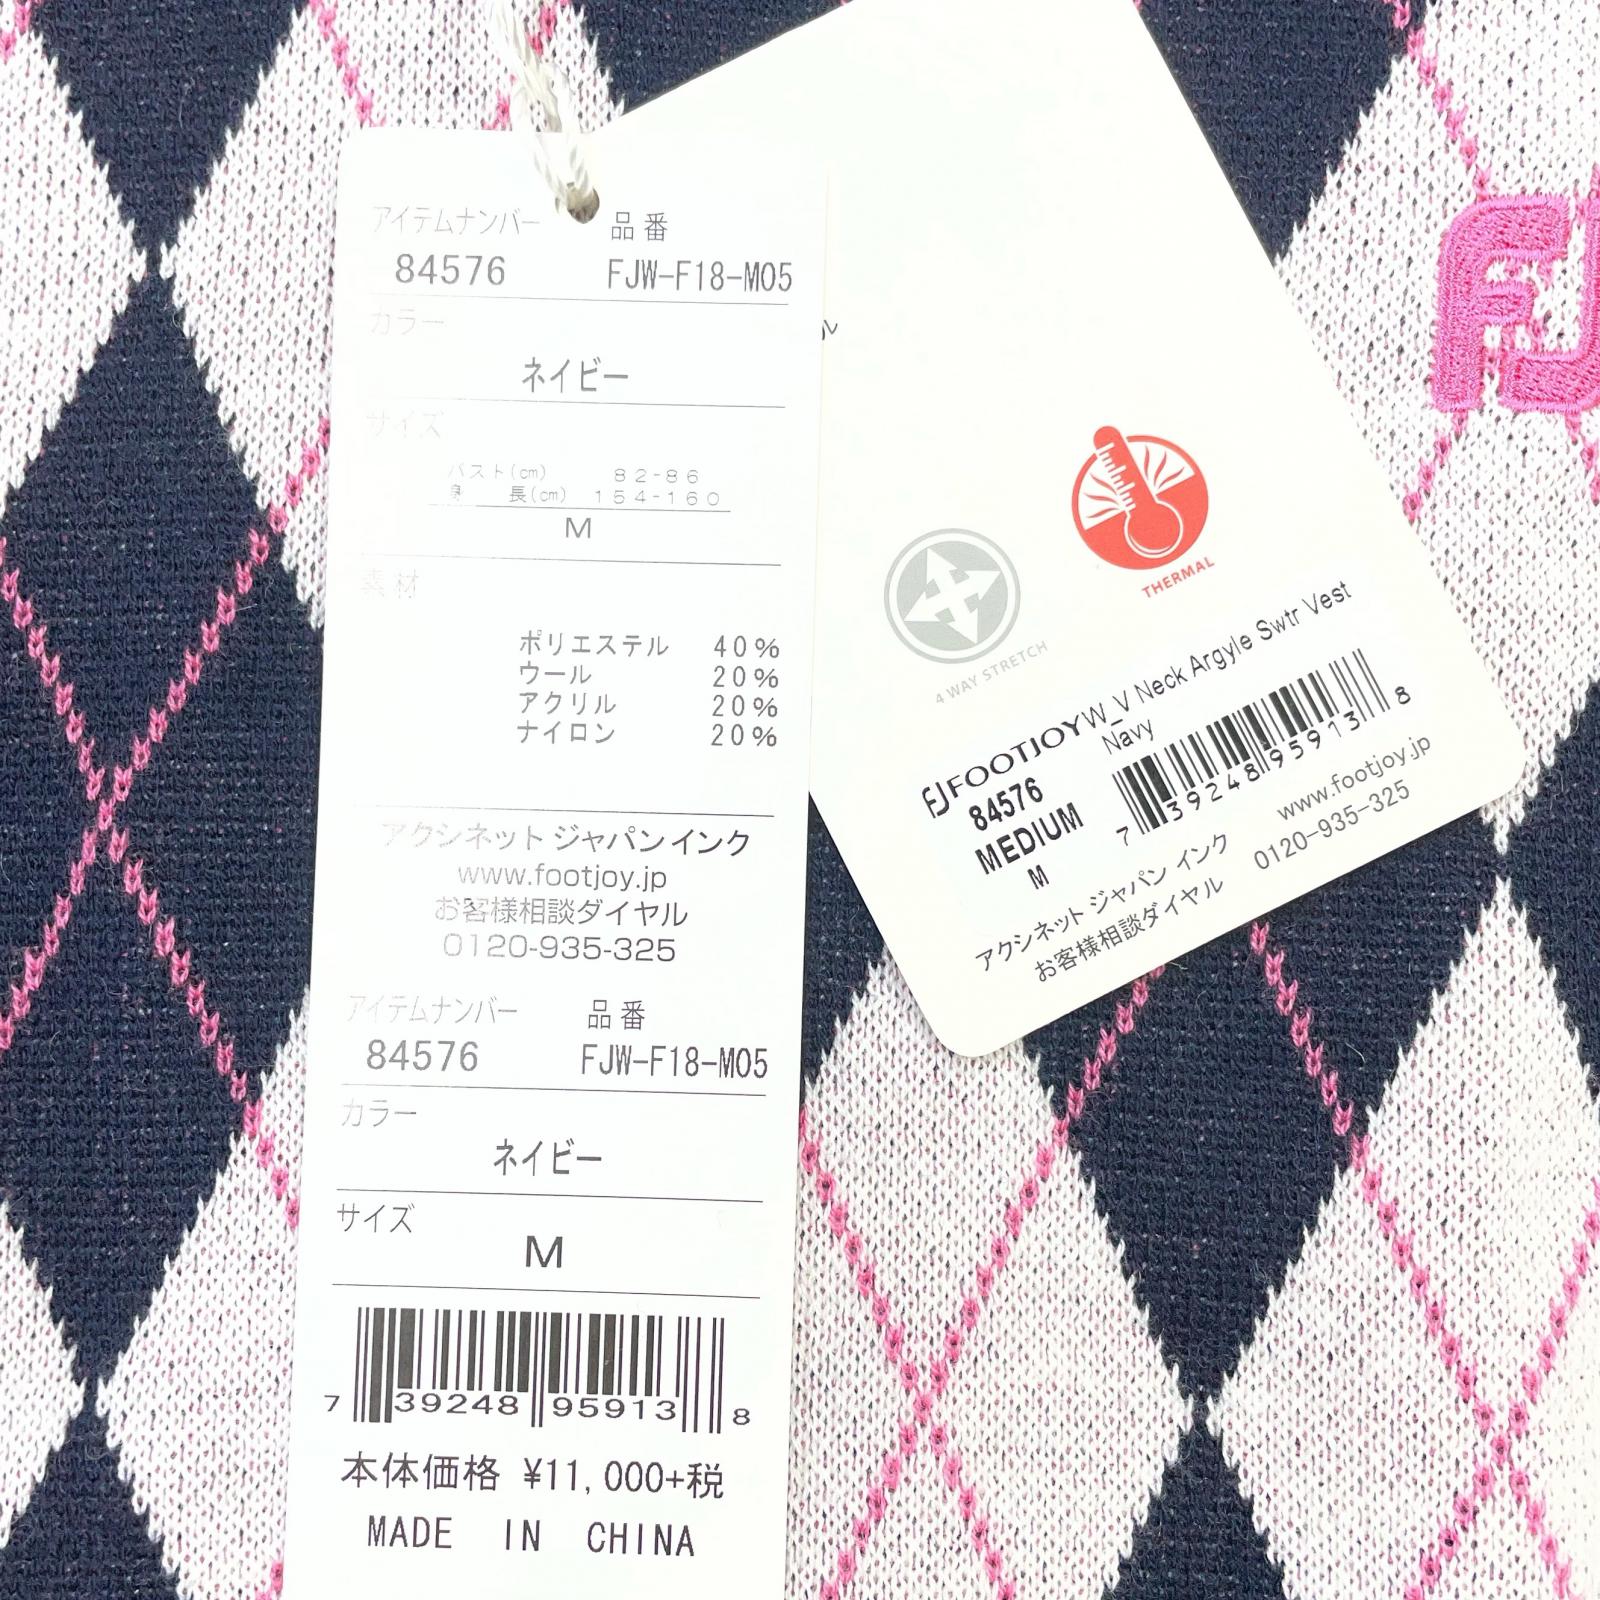 アイテムナンバー 品番
84576 FJW-F18-M05
カラー
ネイビー
サイズ
バスト(cm) 82-86
身長(cm) 154-160
M
素材
ポリエステル 40%
ウール 20%
アクリル 20%
ナイロン 20%
アクシネット ジャパン インク
www.footjoy.jp
お客様相談ダイヤル
0120-935-325
アイテムナンバー 品番
84576 FJW-F18-M05
カラー
ネイビー
サイズ
M
7 39248 95913 8
本体価格 ¥11,000+税
MADE IN CHINA
ル
THERMAL
4 WAY STRETCH
FJ FOOTJOY W_V Neck Argyle Swtr Vest
Navy
84576
MEDIUM
M
7 39248 95913 8
www.footjoy.jp
アクシネット ジャパン インク
お客様相談ダイヤル 0120-935-325
FJ